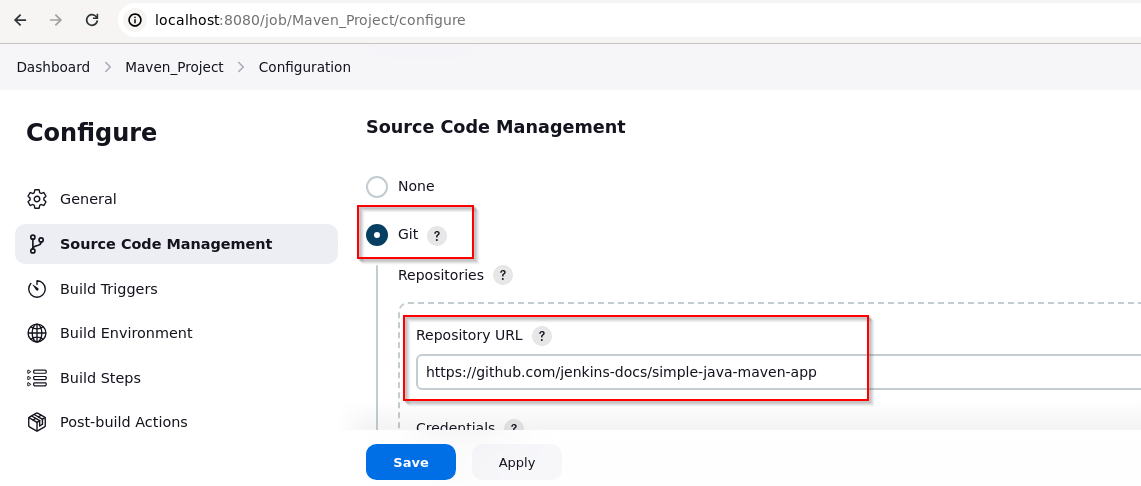 localhost:8080/job/Maven_Project/configure
Dashboard > Maven_Project > Configuration
Configure
General
Source Code Management
Build Triggers
Build Environment
Build Steps
Post-build Actions
Source Code Management
None
Git ?
Repositories ?
Repository URL ?
https://github.com/jenkins-docs/simple-java-maven-app
Credentials ?
Save Apply